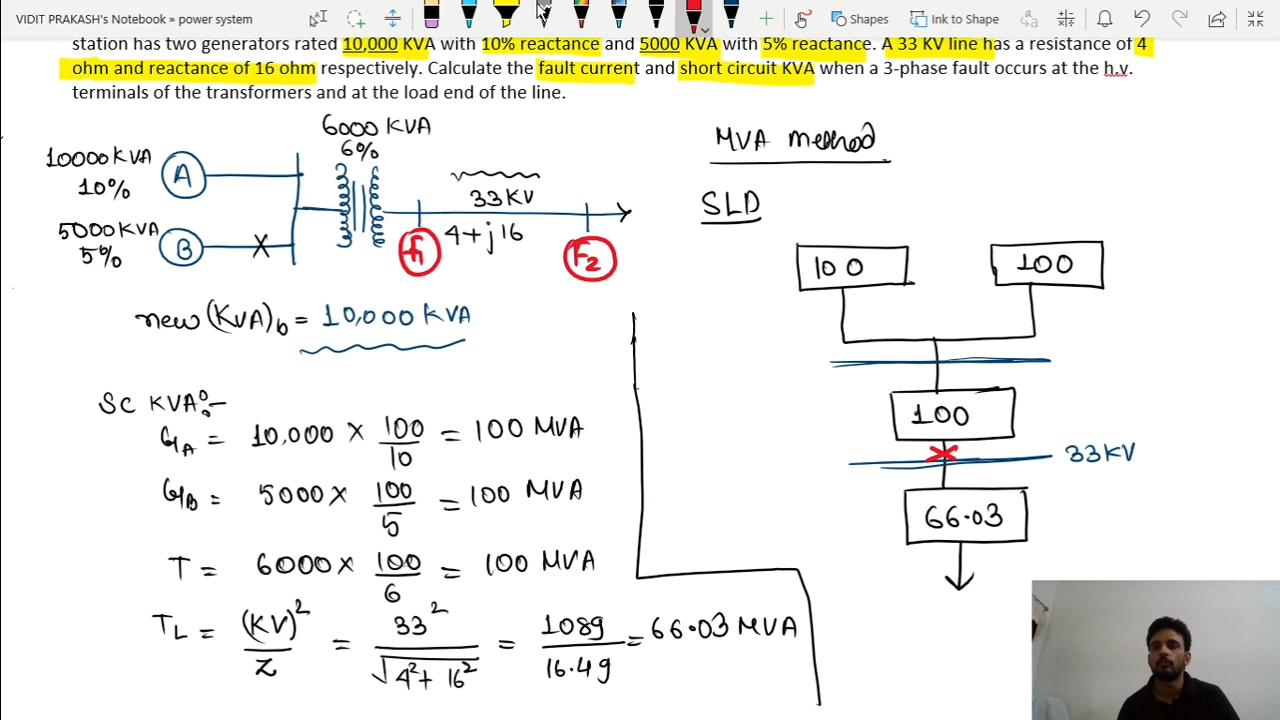 VIDIT PRAKASH's Notebook » power system
Shapes
Ink to Shape
station has two generators rated 10,000 KVA with 10% reactance and 5000 KVA with 5% reactance. A 33 KV line has a resistance of 4
ohm and reactance of 16 ohm respectively. Calculate the fault current and short circuit KVA when a 3-phase fault occurs at the h.v.
terminals of the transformers and at the load end of the line.
6000 KVA
6%
10000 KVA
10%
A
33 KV
5000 KVA
5%
B
4+j16
f1
F2
new (KVA)b = 10,000 KVA
SC KVA:-
GA = 10,000 × 100/10 = 100 MVA
GB = 5000 × 100/5 = 100 MVA
T = 6000 × 100/6 = 100 MVA
TL = (KV)²/Z = 33²/√4²+16² = 1089/16.49 = 66.03 MVA
MVA method
SLD
100
100
100
33 KV
66.03